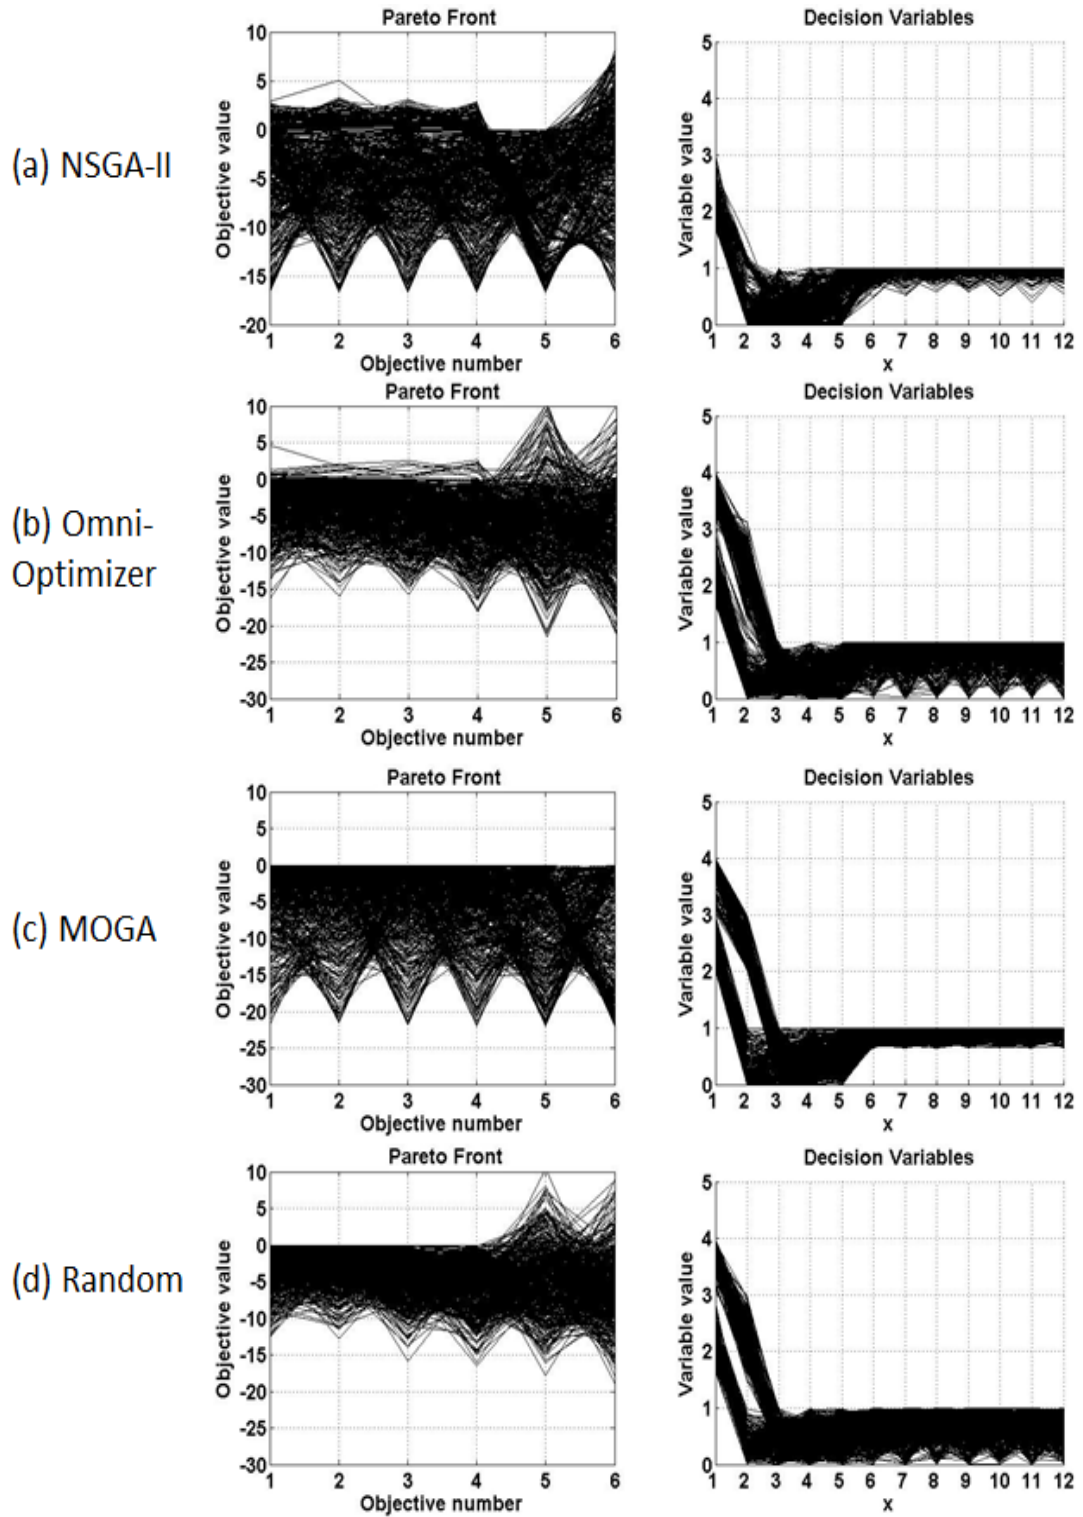 Pareto Front
Decision Variables
(a) NSGA-II
Objective value
10
5
0
-5
-10
-15
-20
1 2 3 4 5 6
Objective number
Variable value
5
4
3
2
1
0
1 2 3 4 5 6 7 8 9 10 11 12
x
Pareto Front
Decision Variables
(b) Omni-
Optimizer
Objective value
10
5
0
-5
-10
-15
-20
-25
-30
1 2 3 4 5 6
Objective number
Variable value
5
4
3
2
1
0
1 2 3 4 5 6 7 8 9 10 11 12
x
Pareto Front
Decision Variables
(c) MOGA
Objective value
10
5
0
-5
-10
-15
-20
-25
-30
1 2 3 4 5 6
Objective number
Variable value
5
4
3
2
1
0
1 2 3 4 5 6 7 8 9 10 11 12
x
Pareto Front
Decision Variables
(d) Random
Objective value
10
5
0
-5
-10
-15
-20
-25
-30
1 2 3 4 5 6
Objective number
Variable value
5
4
3
2
1
0
1 2 3 4 5 6 7 8 9 10 11 12
x